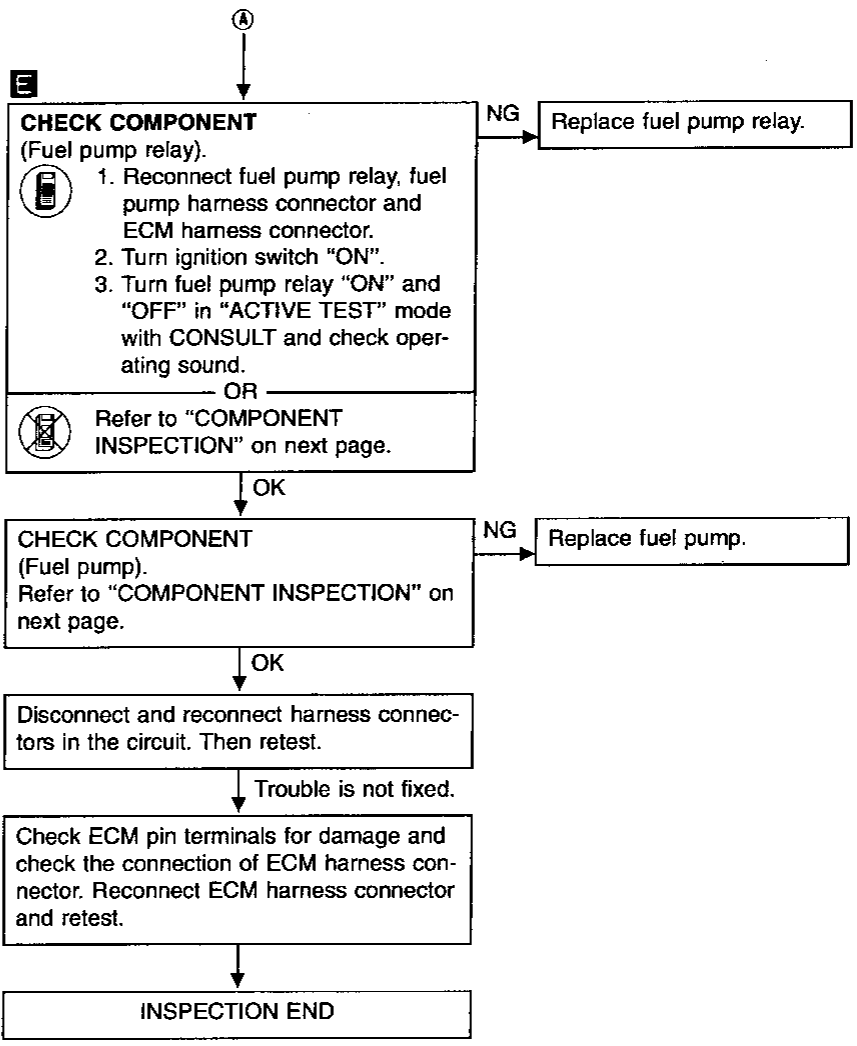 A
E
CHECK COMPONENT
(Fuel pump relay).
1. Reconnect fuel pump relay, fuel
pump harness connector and
ECM harness connector.
2. Turn ignition switch “ON”.
3. Turn fuel pump relay “ON” and
“OFF” in “ACTIVE TEST” mode
with CONSULT and check oper-
ating sound.
OR
Refer to “COMPONENT
INSPECTION” on next page.
NG
Replace fuel pump relay.
OK
CHECK COMPONENT
(Fuel pump).
Refer to “COMPONENT INSPECTION” on
next page.
NG
Replace fuel pump.
OK
Disconnect and reconnect harness connec-
tors in the circuit. Then retest.
Trouble is not fixed.
Check ECM pin terminals for damage and
check the connection of ECM harness con-
nector. Reconnect ECM harness connector
and retest.
INSPECTION END